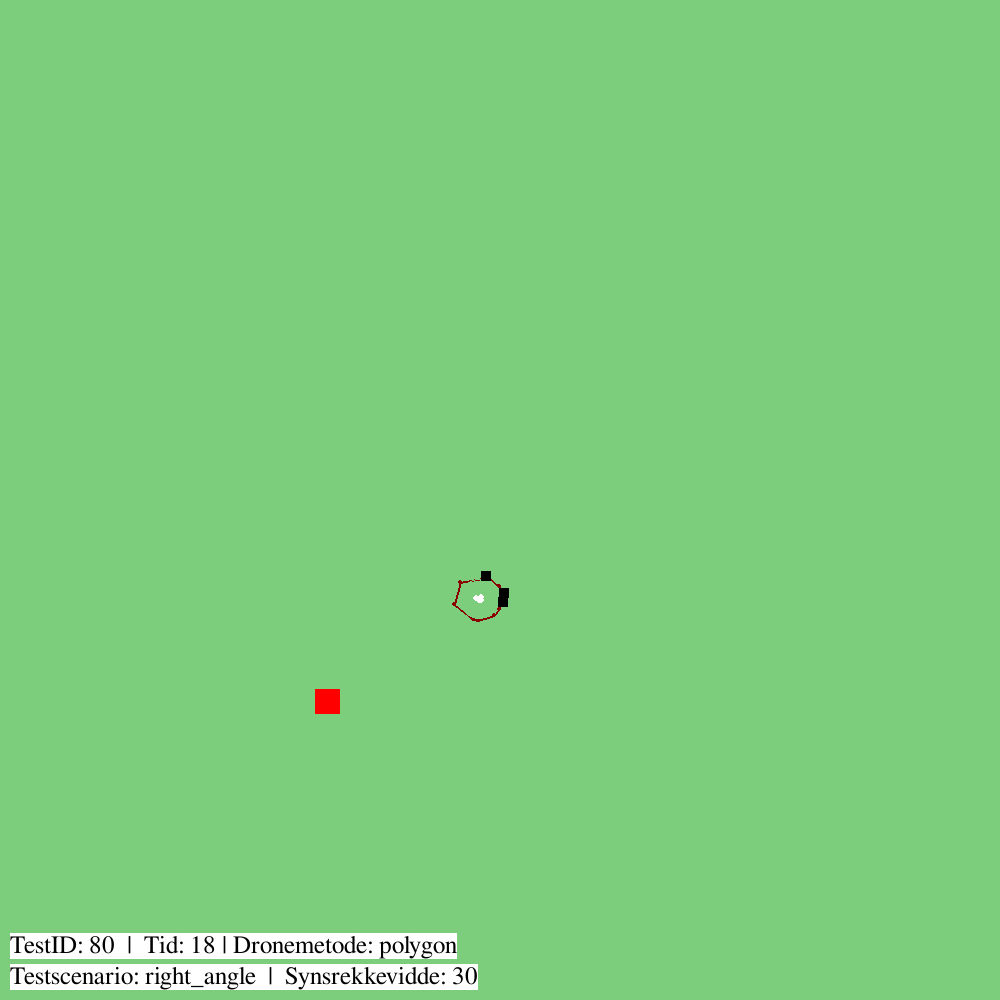 TestID: 80 | Tid: 18 | Dronemetode: polygon
Testscenario: right_angle | Synsrekkevidde: 30